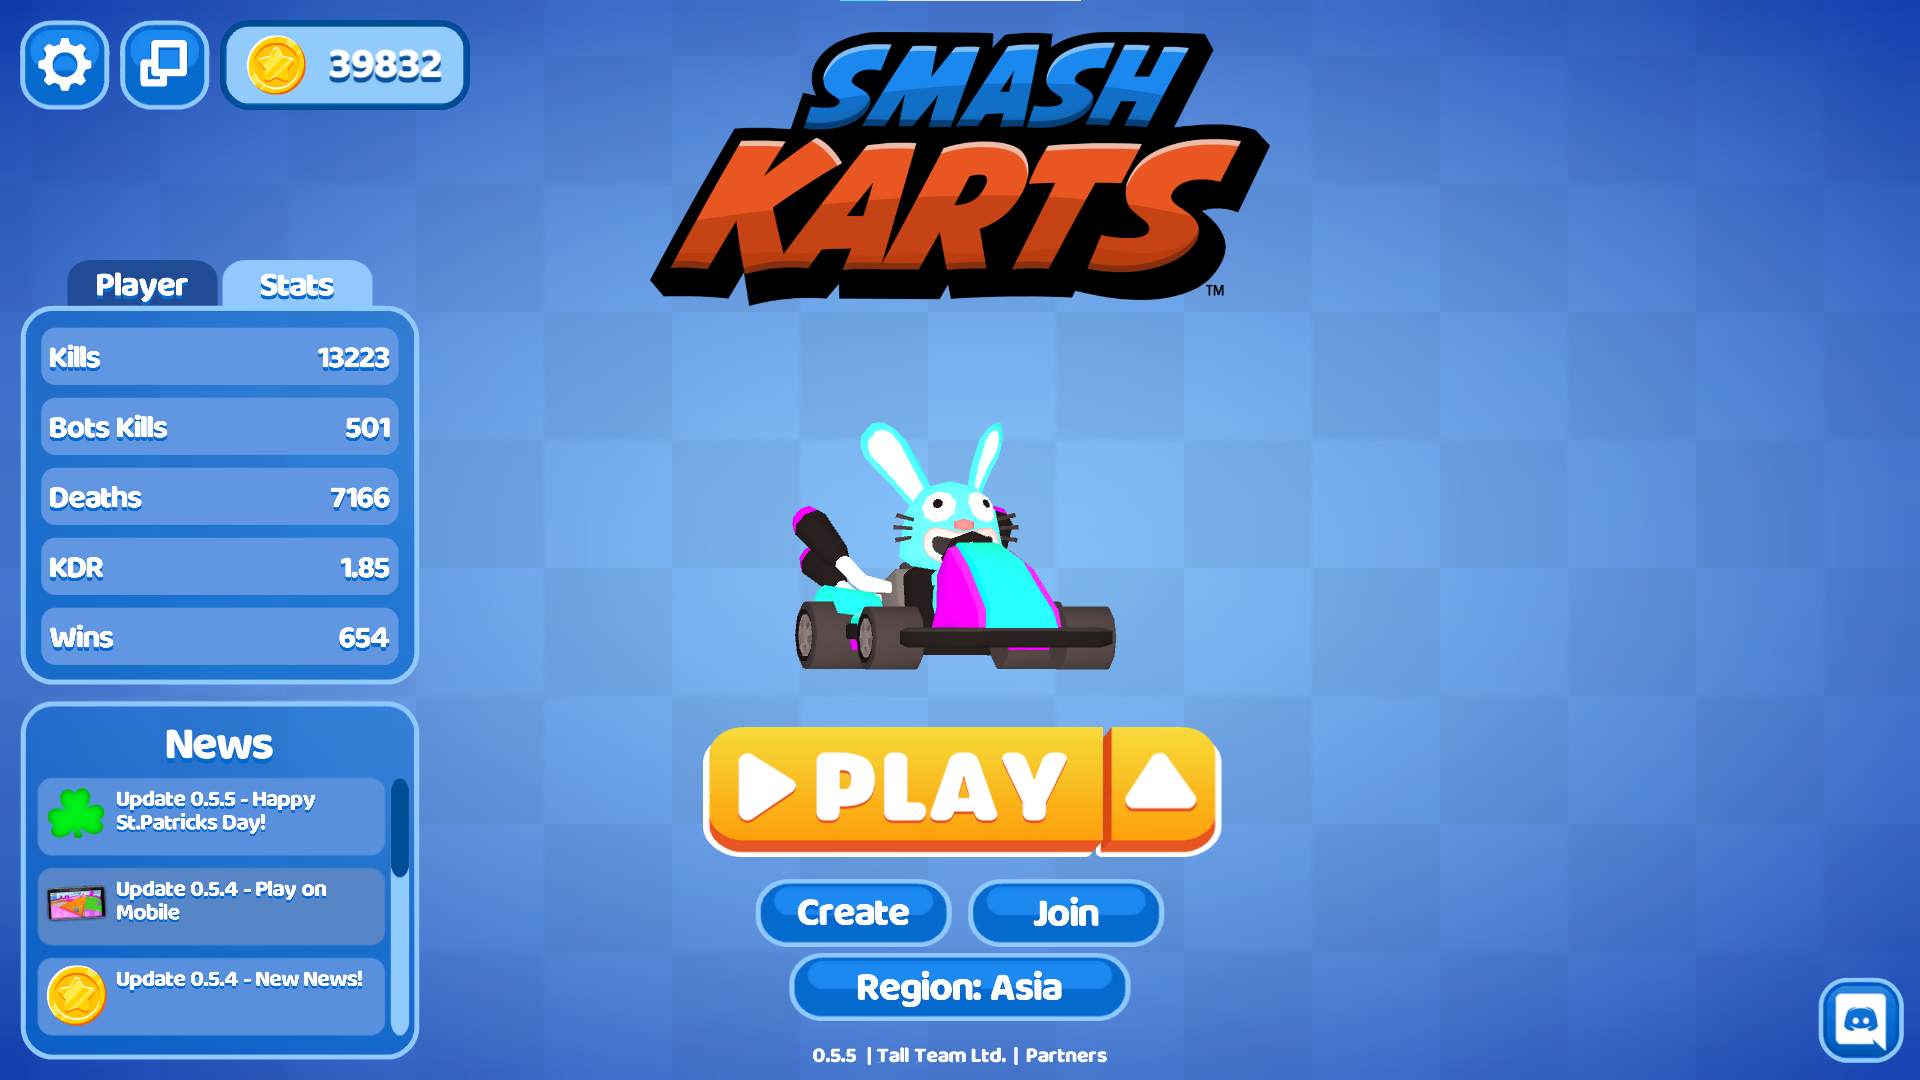 39832
SMASH
KARTS
TM
Player Stats
Kills 13223
Bots Kills 501
Deaths 7166
KDR 1.85
Wins 654
News
Update 0.5.5 - Happy
St.Patricks Day!
Update 0.5.4 - Play on
Mobile
Update 0.5.4 - New News!
PLAY
Create Join
Region: Asia
0.5.5 | Tall Team Ltd. | Partners